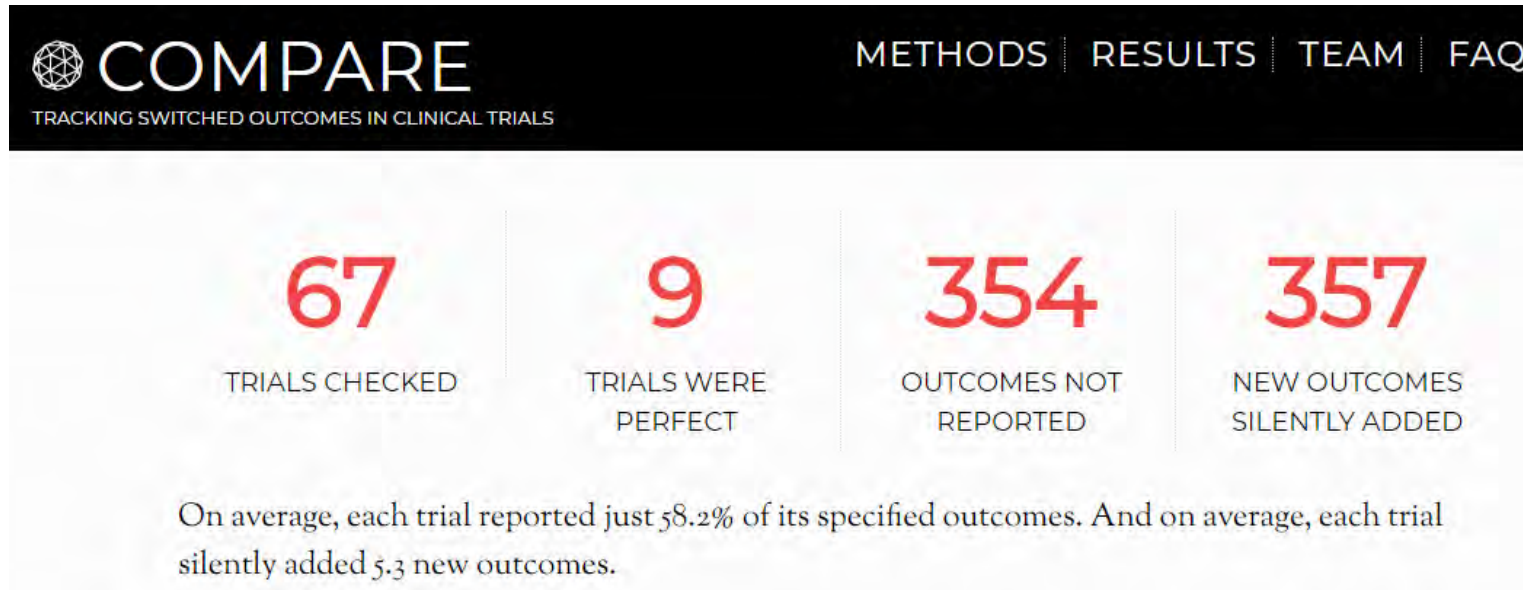 COMPARE
TRACKING SWITCHED OUTCOMES IN CLINICAL TRIALS
METHODS RESULTS TEAM FAQ
67
TRIALS CHECKED
9
TRIALS WERE
PERFECT
354
OUTCOMES NOT
REPORTED
357
NEW OUTCOMES
SILENTLY ADDED
On average, each trial reported just 58.2% of its specified outcomes. And on average, each trial
silently added 5.3 new outcomes.